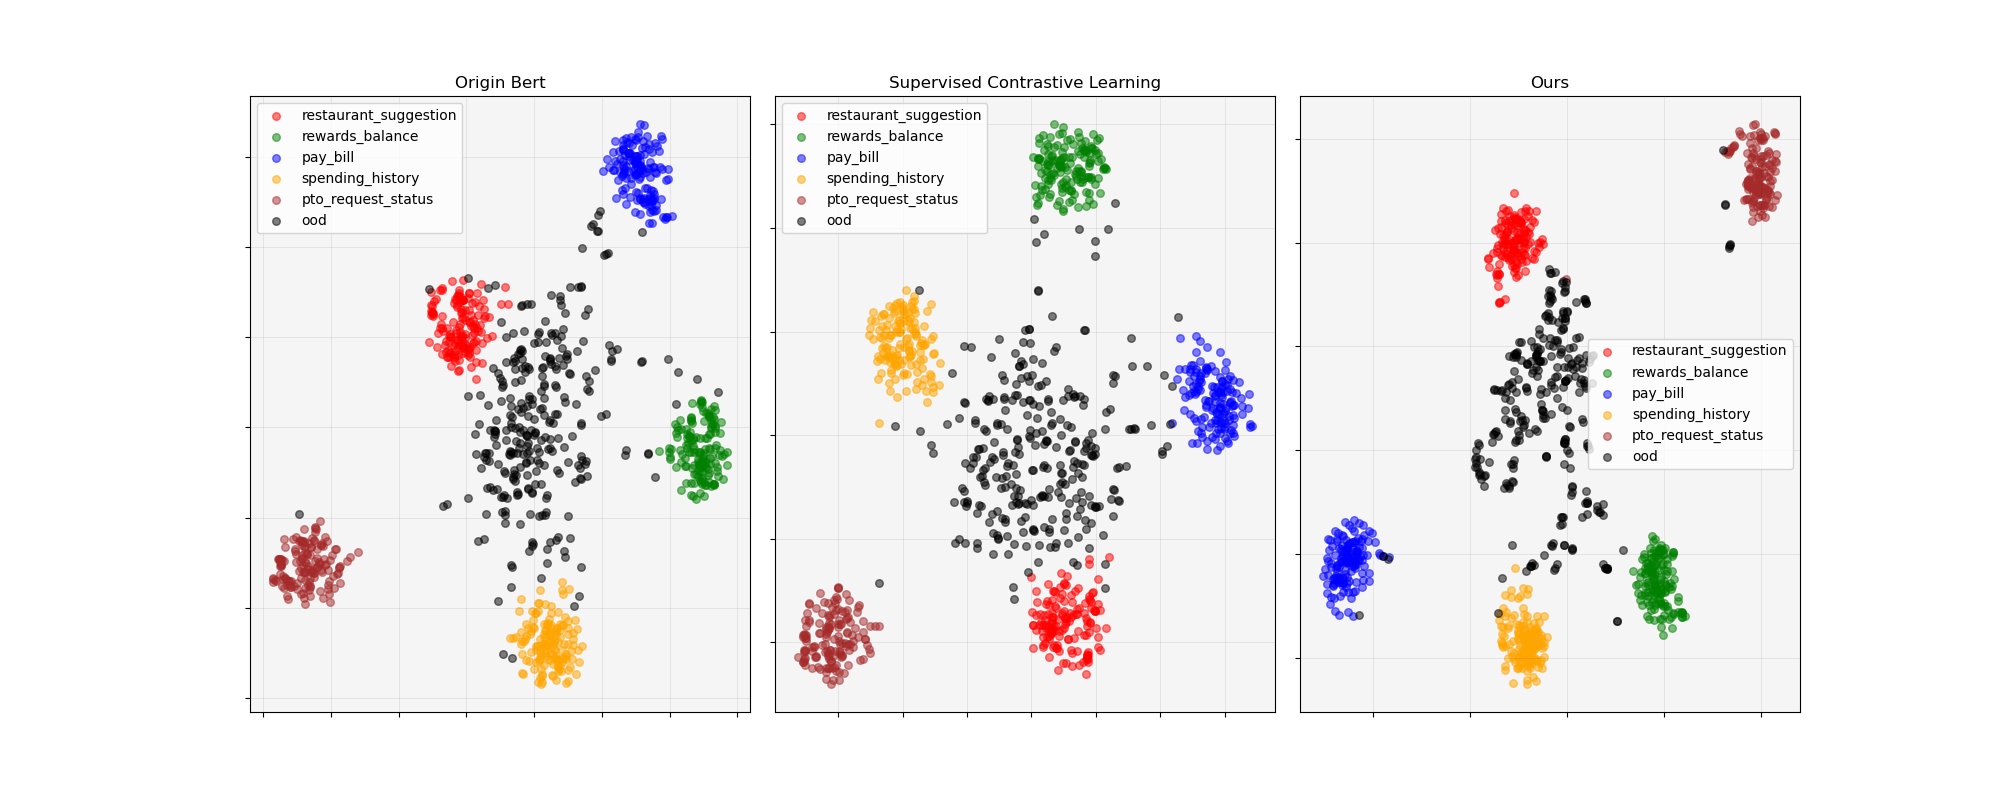 Origin Bert
restaurant_suggestion
rewards_balance
pay_bill
spending_history
pto_request_status
ood
Supervised Contrastive Learning
restaurant_suggestion
rewards_balance
pay_bill
spending_history
pto_request_status
ood
Ours
restaurant_suggestion
rewards_balance
pay_bill
spending_history
pto_request_status
ood